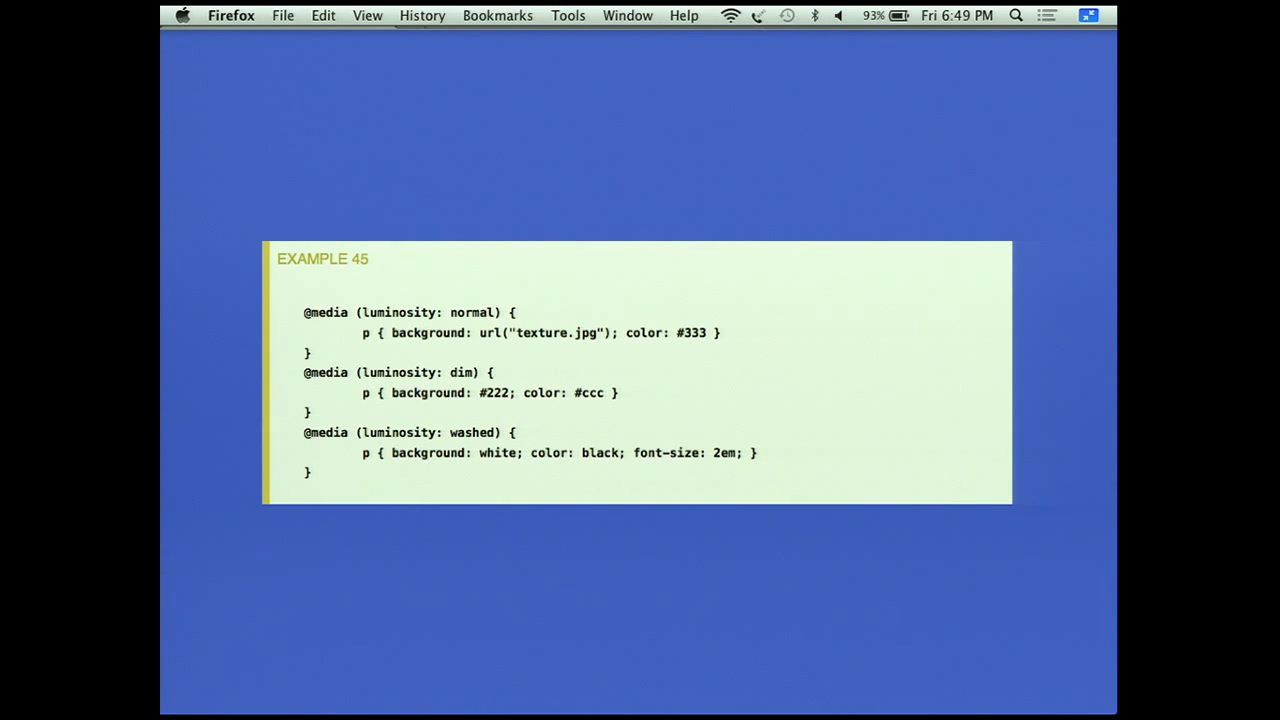 Firefox File Edit View History Bookmarks Tools Window Help 93% Fri 6:49 PM
EXAMPLE 45
@media (luminosity: normal) {
p { background: url("texture.jpg"); color: #333 }
}
@media (luminosity: dim) {
p { background: #222; color: #ccc }
}
@media (luminosity: washed) {
p { background: white; color: black; font-size: 2em; }
}